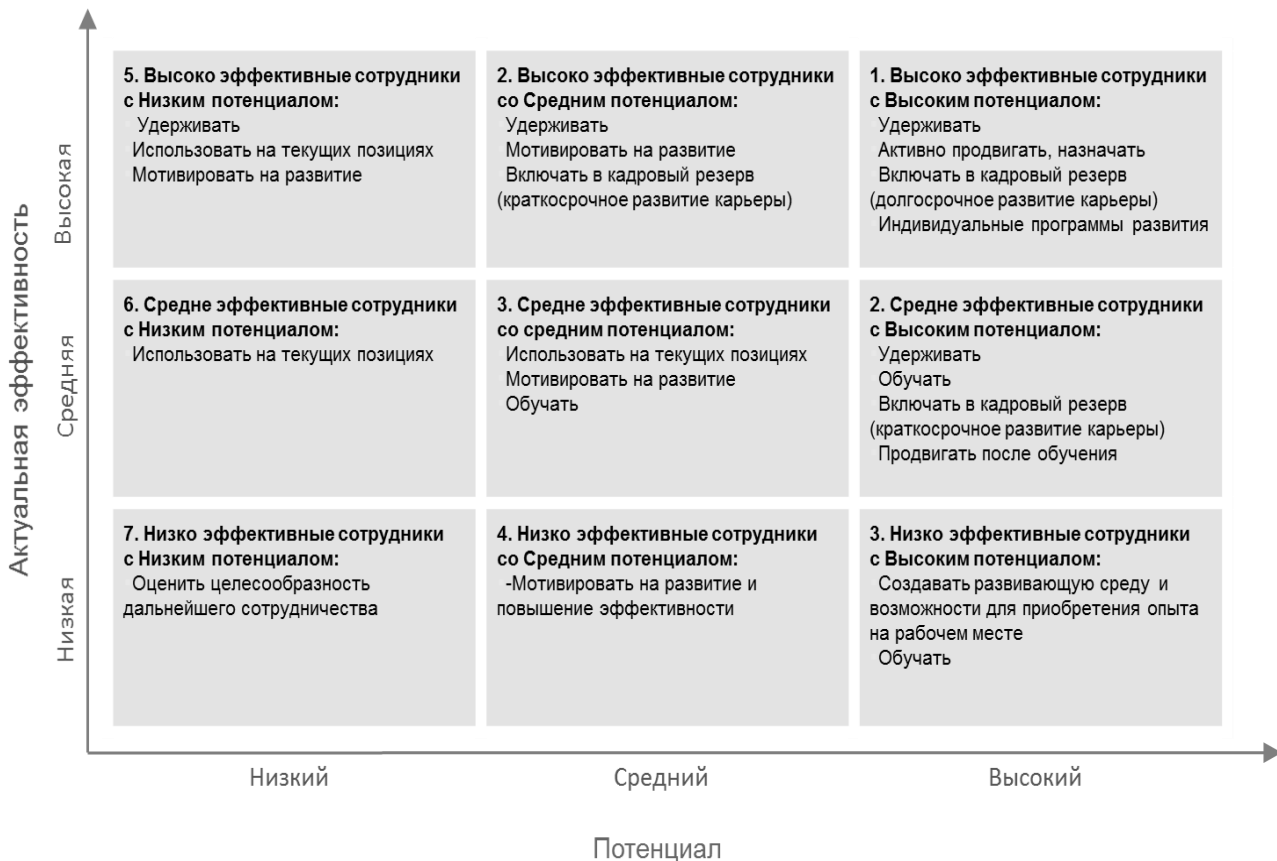 Актуальная эффективность
Высокая
Средняя
Низкая
5. Высоко эффективные сотрудники
с Низким потенциалом:
Удерживать
Использовать на текущих позициях
Мотивировать на развитие
2. Высоко эффективные сотрудники
со Средним потенциалом:
Удерживать
Мотивировать на развитие
Включать в кадровый резерв
(краткосрочное развитие карьеры)
1. Высоко эффективные сотрудники
с Высоким потенциалом:
Удерживать
Активно продвигать, назначать
Включать в кадровый резерв
(долгосрочное развитие карьеры)
Индивидуальные программы развития
6. Средне эффективные сотрудники
с Низким потенциалом:
Использовать на текущих позициях
3. Средне эффективные сотрудники
со средним потенциалом:
Использовать на текущих позициях
Мотивировать на развитие
Обучать
2. Средне эффективные сотрудники
с Высоким потенциалом:
Удерживать
Обучать
Включать в кадровый резерв
(краткосрочное развитие карьеры)
Продвигать после обучения
7. Низко эффективные сотрудники
с Низким потенциалом:
Оценить целесообразность
дальнейшего сотрудничества
4. Низко эффективные сотрудники
со Средним потенциалом:
-Мотивировать на развитие и
повышение эффективности
3. Низко эффективные сотрудники
с Высоким потенциалом:
Создавать развивающую среду и
возможности для приобретения опыта
на рабочем месте
Обучать
Низкий
Средний
Высокий
Потенциал